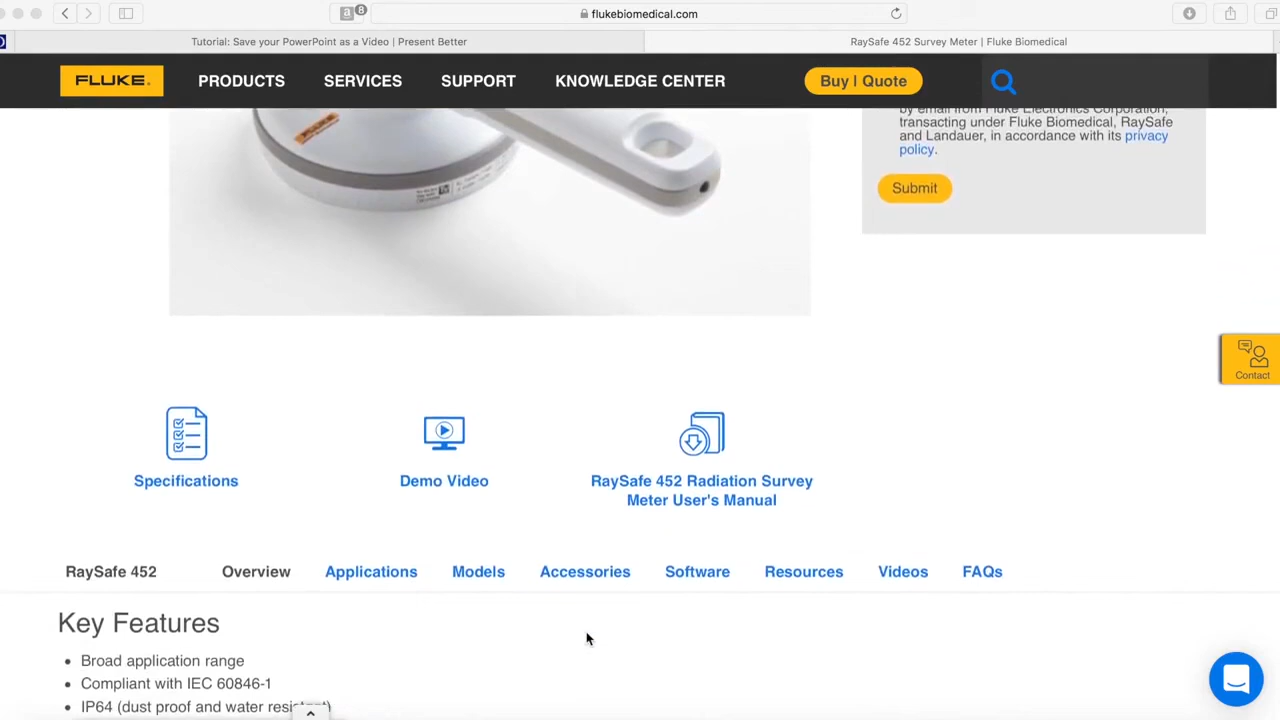 flukebiomedical.com
8
Tutorial: Save your PowerPoint as a Video | Present Better
RaySafe 452 Survey Meter | Fluke Biomedical
FLUKE.
PRODUCTS
SERVICES
SUPPORT
KNOWLEDGE CENTER
Buy | Quote
by email from Fluke Electronics Corporation,
transacting under Fluke Biomedical, RaySafe
and Landauer, in accordance with its privacy
policy.
Submit
Contact
Specifications
Demo Video
RaySafe 452 Radiation Survey
Meter User's Manual
RaySafe 452
Overview
Applications
Models
Accessories
Software
Resources
Videos
FAQs
Key Features
• Broad application range
• Compliant with IEC 60846-1
• IP64 (dust proof and water resistant)